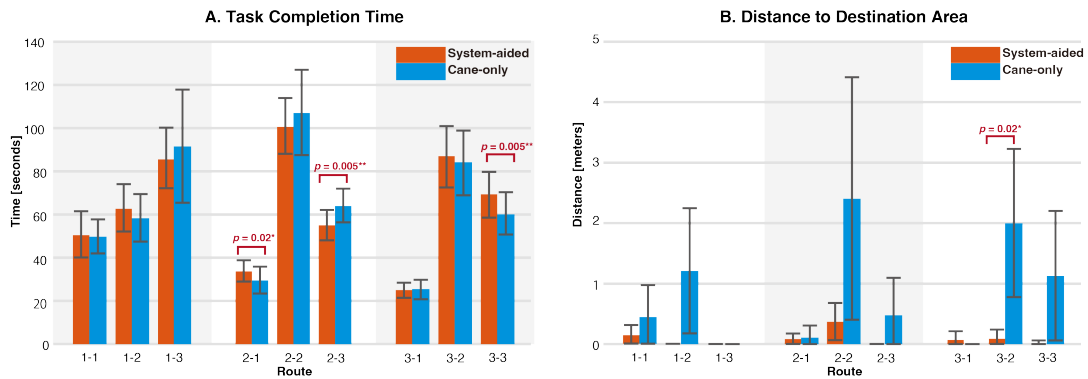 A. Task Completion Time
140
120
100
80
60
40
20
0
Time [seconds]
System-aided
Cane-only
p = 0.02*
p = 0.005**
p = 0.005**
1-1 1-2 1-3 2-1 2-2 2-3 3-1 3-2 3-3
Route
B. Distance to Destination Area
5
4
3
2
1
0
Distance [meters]
System-aided
Cane-only
p = 0.02*
1-1 1-2 1-3 2-1 2-2 2-3 3-1 3-2 3-3
Route